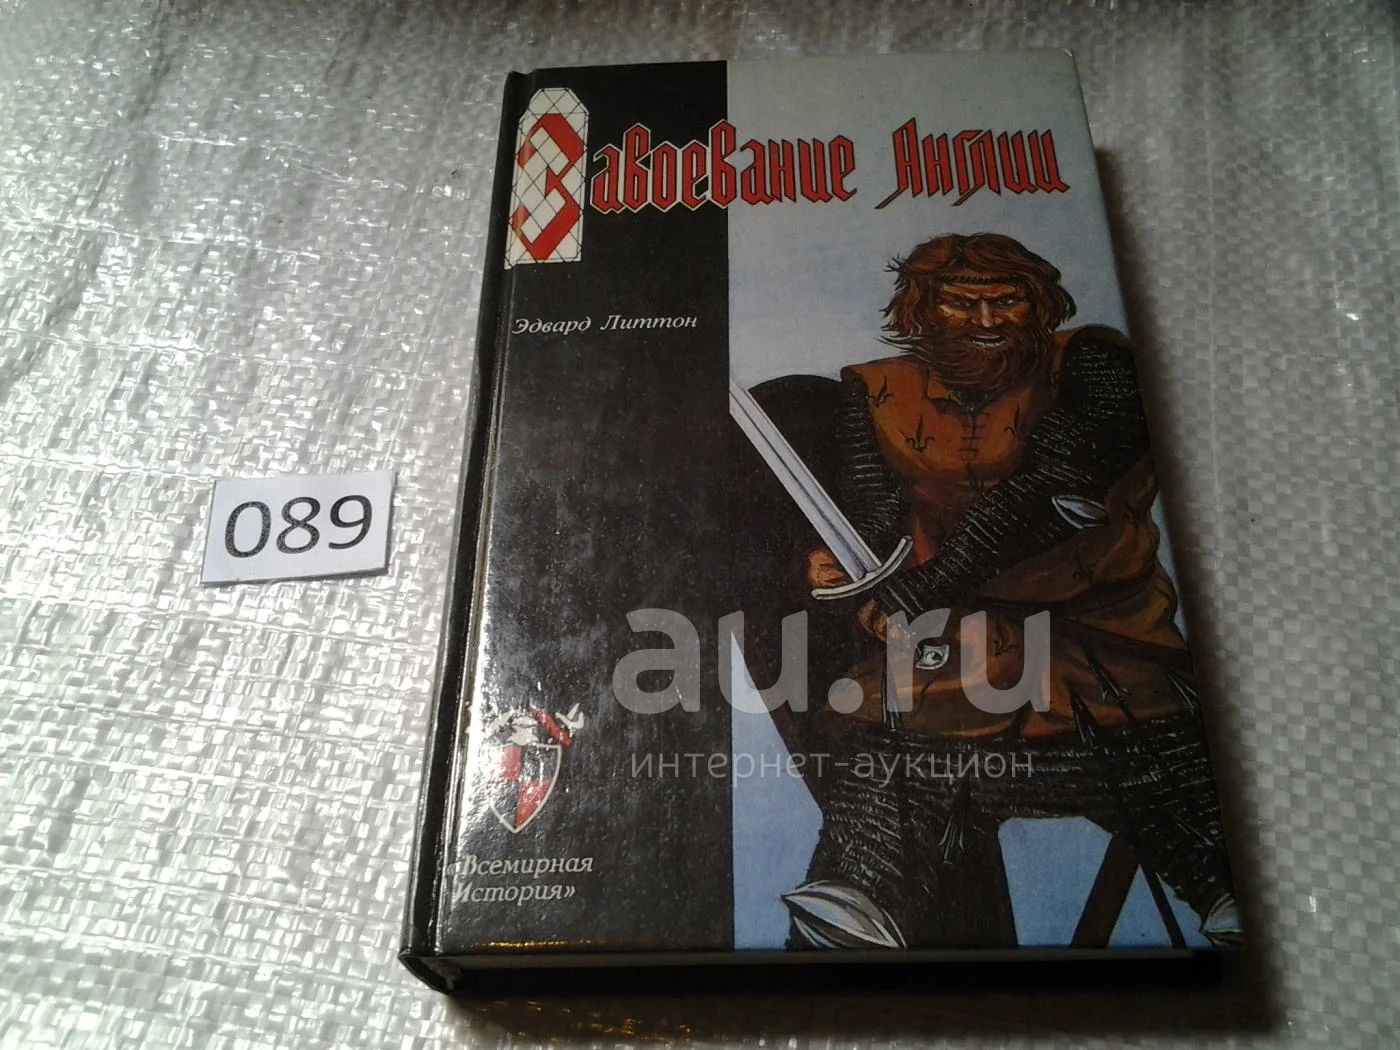 Завоевание Англии
Эдвард Литтон
089
au.ru
интернет-аукцион
«Всемирная
История»